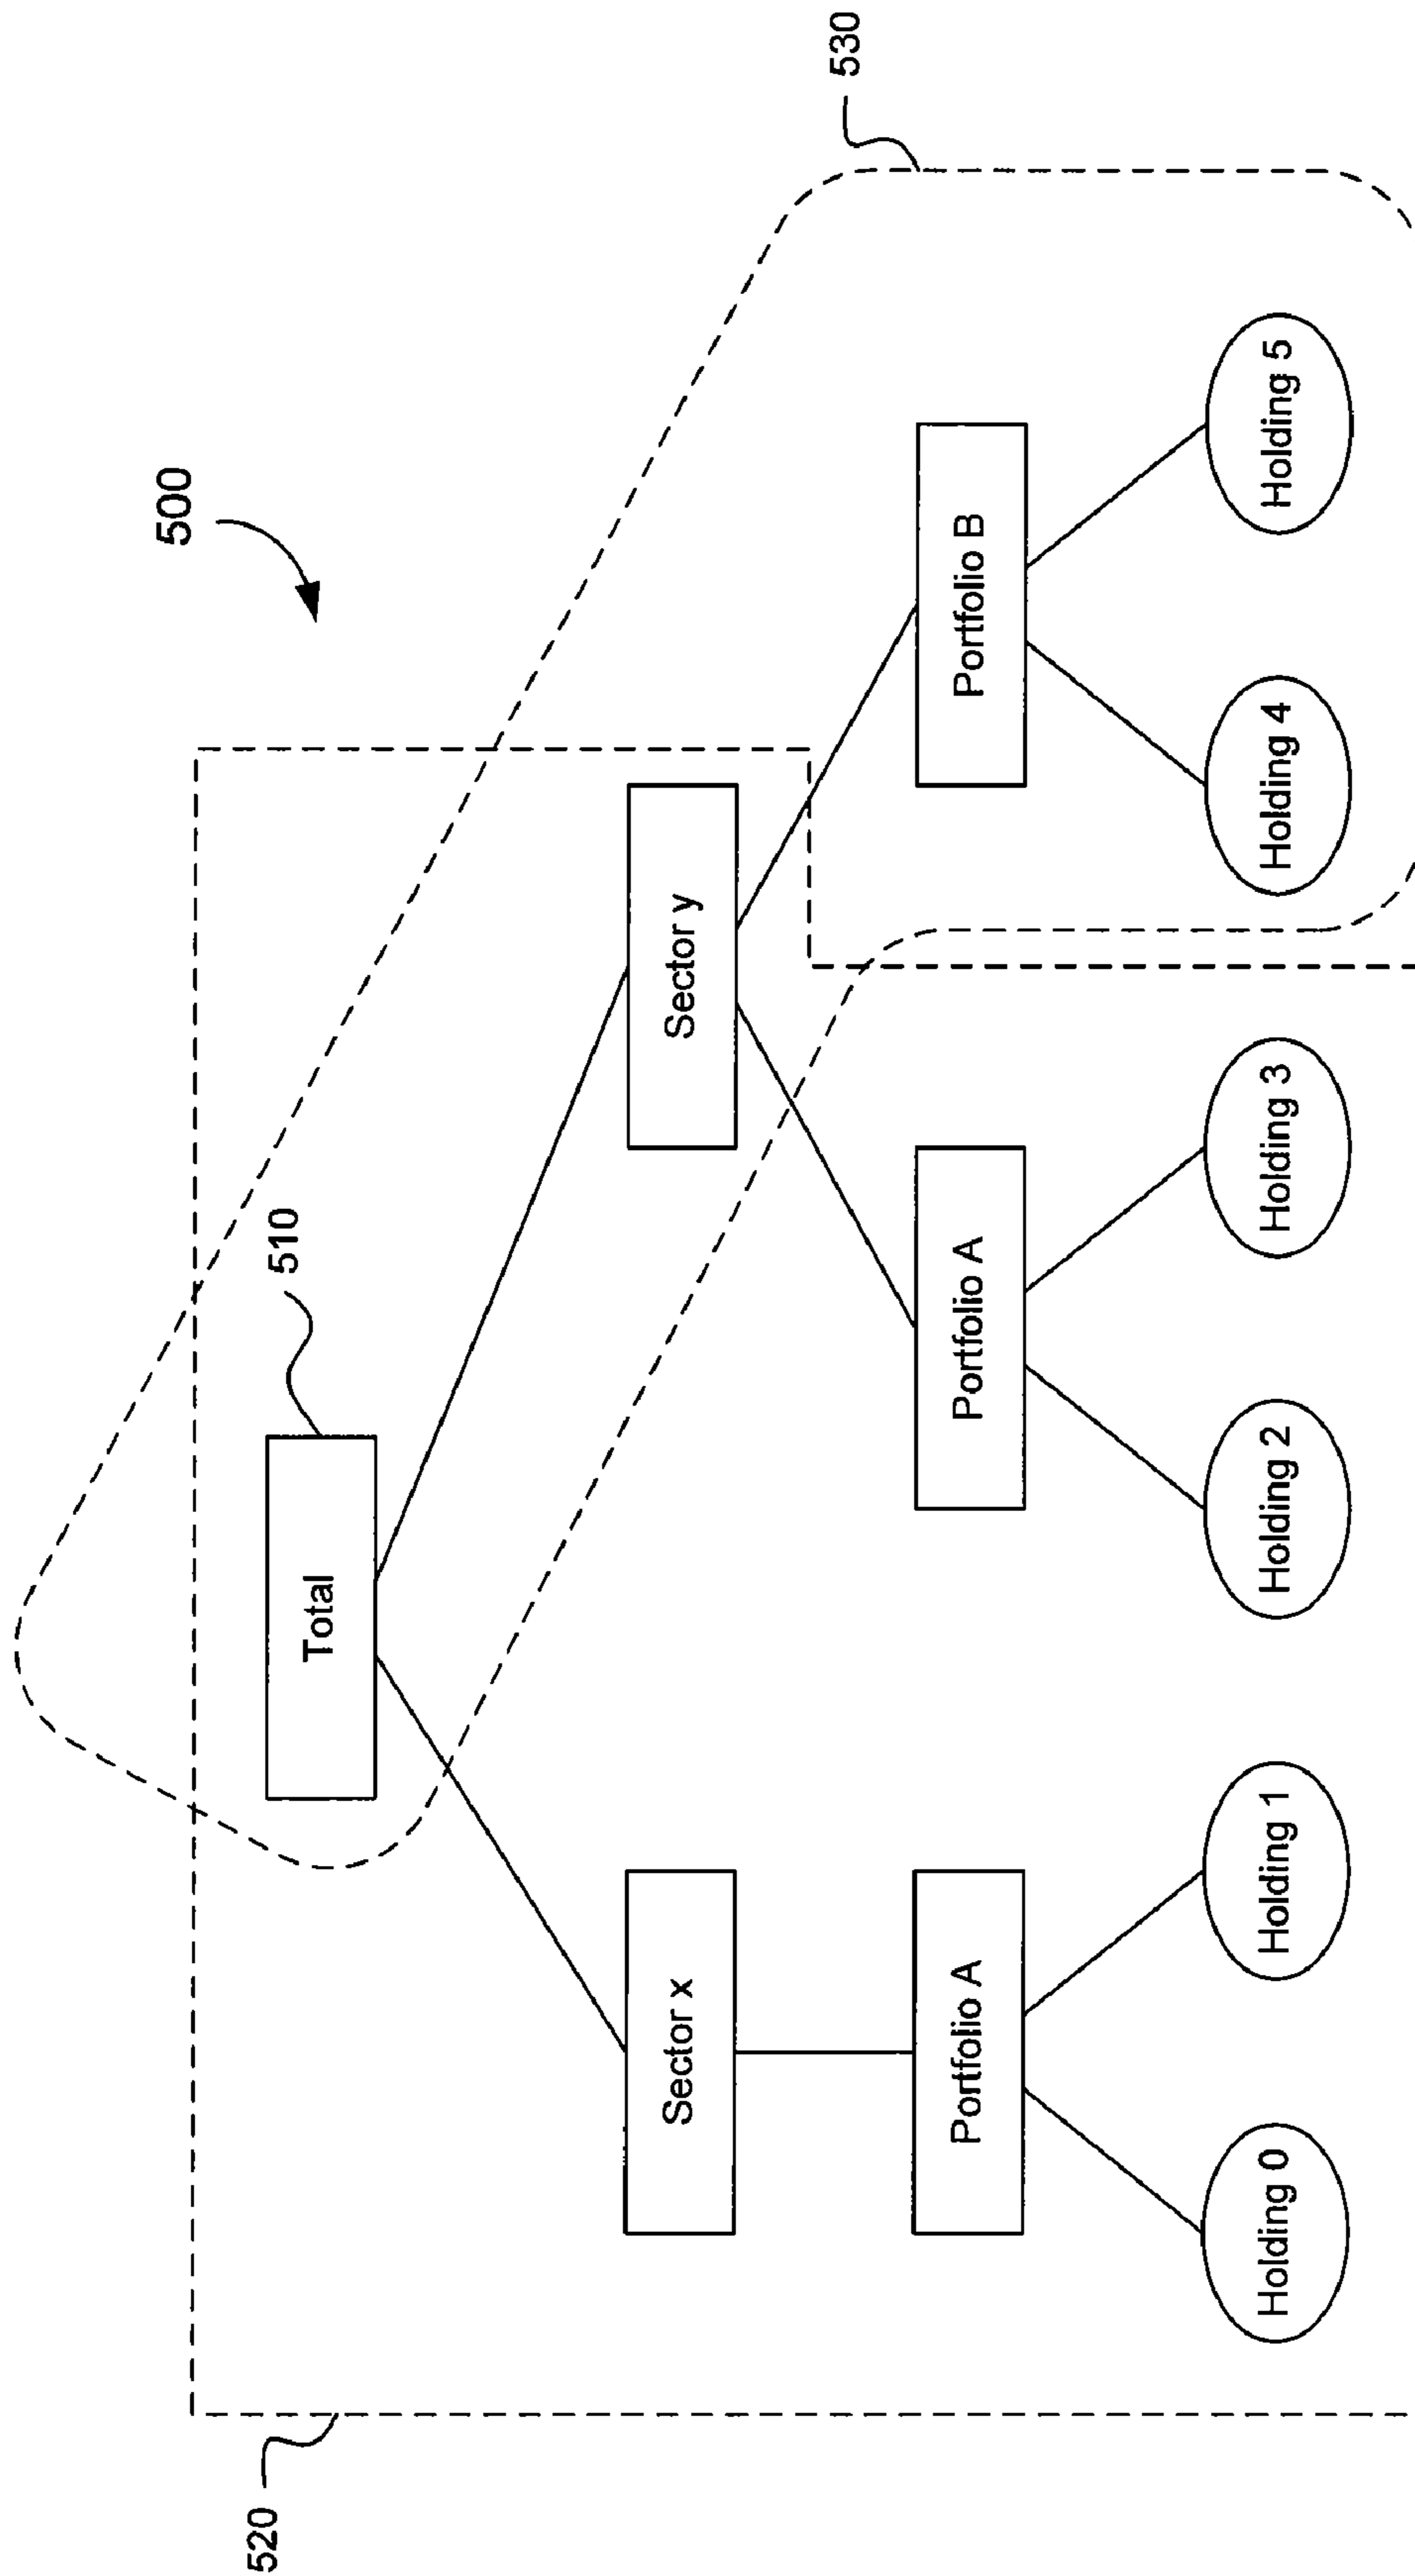 500
510
Total
520
530
Sector x
Sector y
Portfolio A
Portfolio A
Portfolio B
Holding 0
Holding 1
Holding 2
Holding 3
Holding 4
Holding 5